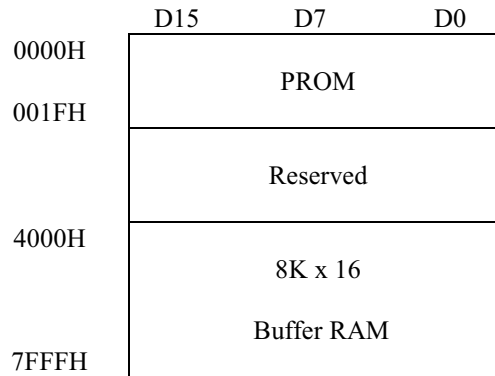 D15 D7 D0
0000H
PROM
001FH
Reserved
4000H
8K x 16
Buffer RAM
7FFFH